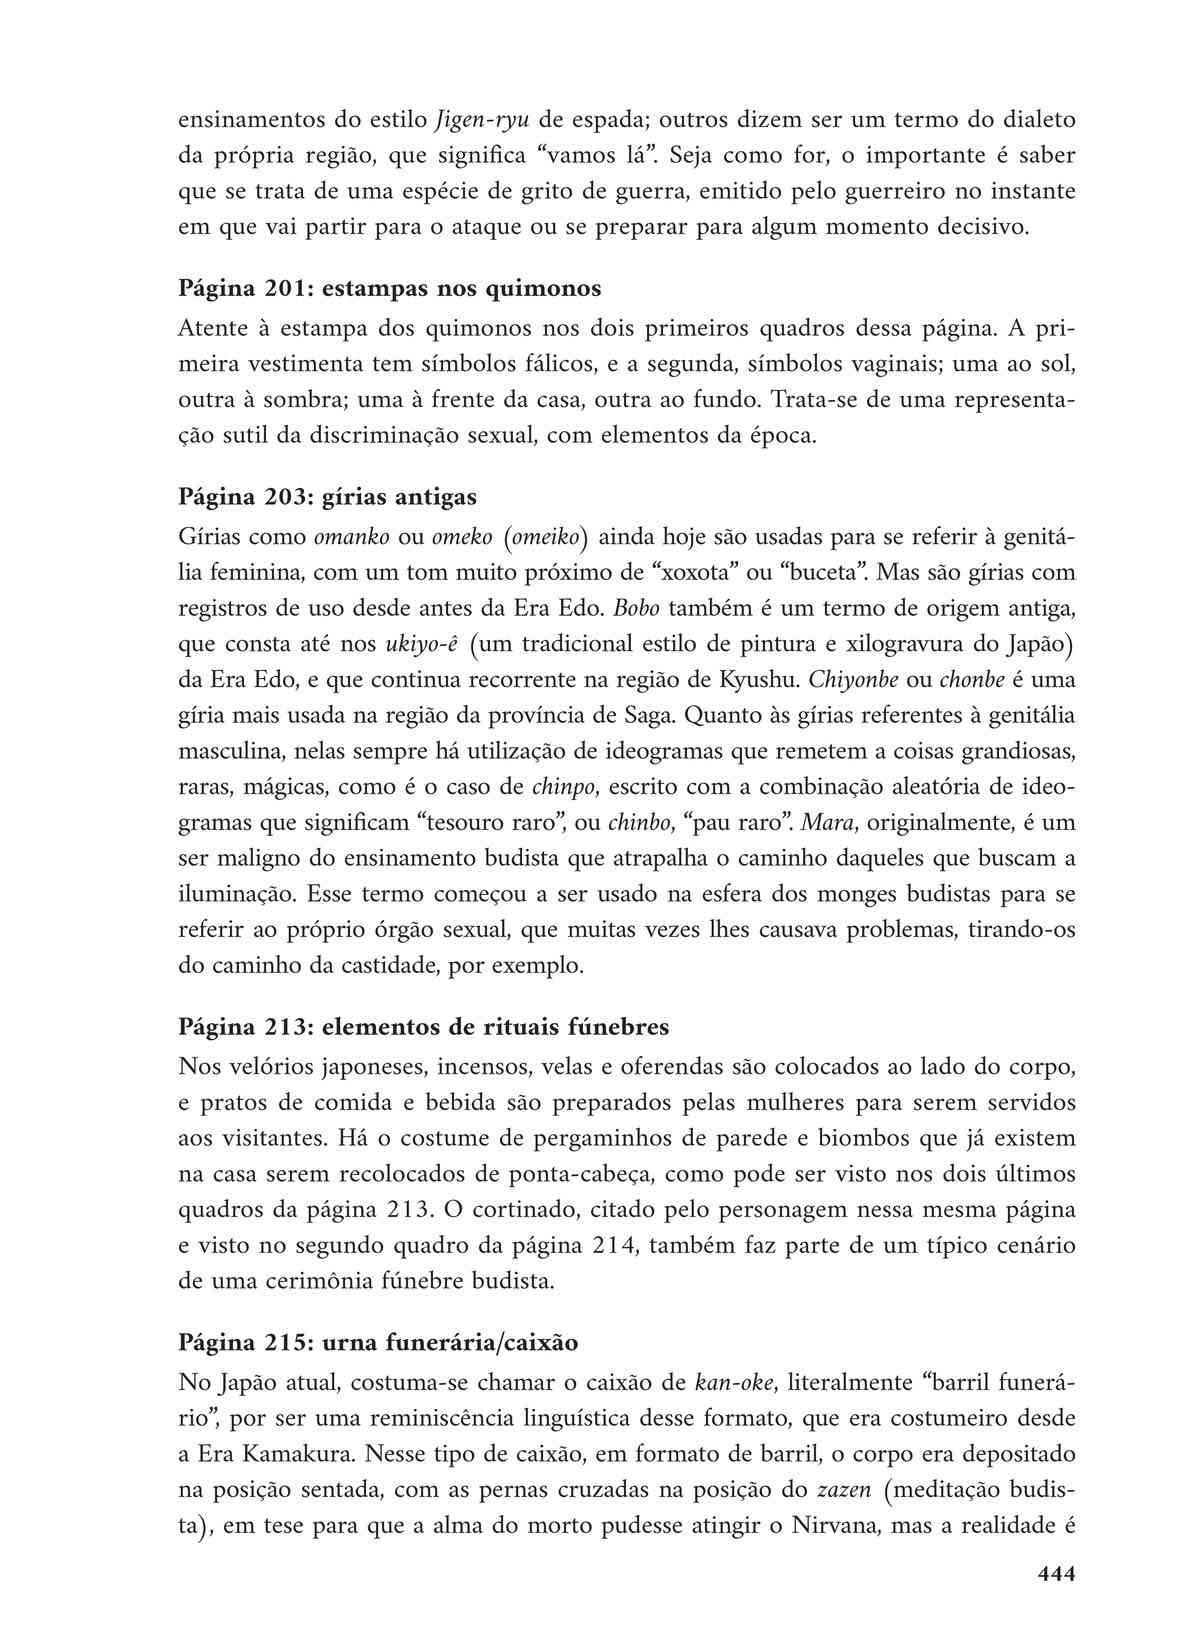 ensinamentos do estilo Jigen-ryu de espada; outros dizem ser um termo do dialeto
da própria região, que significa “vamos lá”. Seja como for, o importante é saber
que se trata de uma espécie de grito de guerra, emitido pelo guerreiro no instante
em que vai partir para o ataque ou se preparar para algum momento decisivo.
Página 201: estampas nos quimonos
Atente à estampa dos quimonos nos dois primeiros quadros dessa página. A pri-
meira vestimenta tem símbolos fálicos, e a segunda, símbolos vaginais; uma ao sol,
outra à sombra; uma à frente da casa, outra ao fundo. Trata-se de uma representa-
ção sutil da discriminação sexual, com elementos da época.
Página 203: gírias antigas
Gírias como omanko ou omeko (omeiko) ainda hoje são usadas para se referir à genitá-
lia feminina, com um tom muito próximo de “xoxota” ou “buceta”. Mas são gírias com
registros de uso desde antes da Era Edo. Bobo também é um termo de origem antiga,
que consta até nos ukiyo-ê (um tradicional estilo de pintura e xilogravura do Japão)
da Era Edo, e que continua recorrente na região de Kyushu. Chiyonbe ou chonbe é uma
gíria mais usada na região da província de Saga. Quanto às gírias referentes à genitália
masculina, nelas sempre há utilização de ideogramas que remetem a coisas grandiosas,
raras, mágicas, como é o caso de chinpo, escrito com a combinação aleatória de ideo-
gramas que significam “tesouro raro”, ou chinbo, “pau raro”. Mara, originalmente, é um
ser maligno do ensinamento budista que atrapalha o caminho daqueles que buscam a
iluminação. Esse termo começou a ser usado na esfera dos monges budistas para se
referir ao próprio órgão sexual, que muitas vezes lhes causava problemas, tirando-os
do caminho da castidade, por exemplo.
Página 213: elementos de rituais fúnebres
Nos velórios japoneses, incensos, velas e oferendas são colocados ao lado do corpo,
e pratos de comida e bebida são preparados pelas mulheres para serem servidos
aos visitantes. Há o costume de pergaminhos de parede e biombos que já existem
na casa serem recolocados de ponta-cabeça, como pode ser visto nos dois últimos
quadros da página 213. O cortinado, citado pelo personagem nessa mesma página
e visto no segundo quadro da página 214, também faz parte de um típico cenário
de uma cerimônia fúnebre budista.
Página 215: urna funerária/caixão
No Japão atual, costuma-se chamar o caixão de kan-oke, literalmente “barril funerá-
rio”, por ser uma reminiscência linguística desse formato, que era costumeiro desde
a Era Kamakura. Nesse tipo de caixão, em formato de barril, o corpo era depositado
na posição sentada, com as pernas cruzadas na posição do zazen (meditação budis-
ta), em tese para que a alma do morto pudesse atingir o Nirvana, mas a realidade é
444